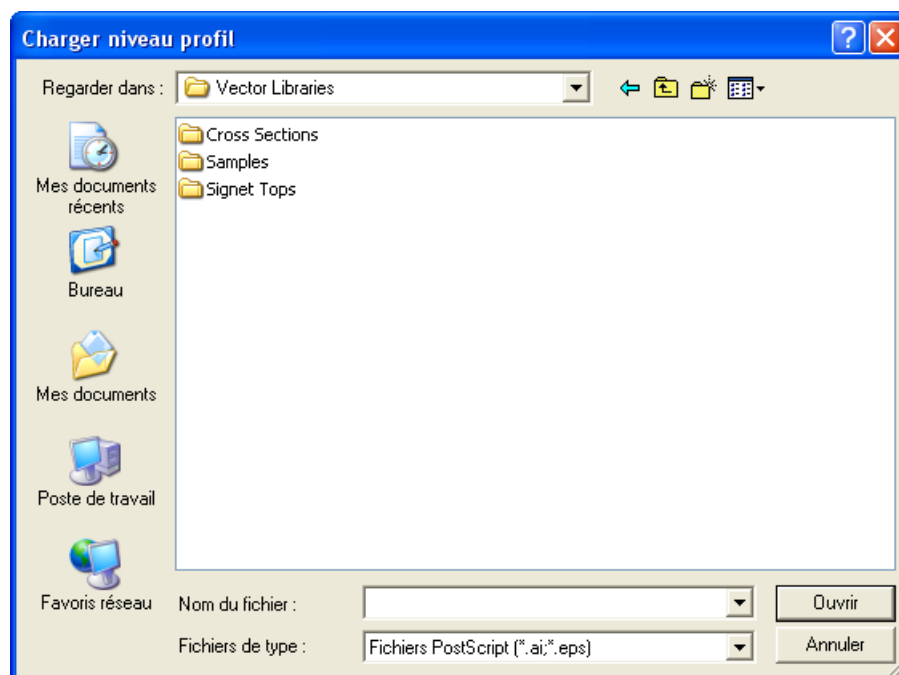 Charger niveau profil
Regarder dans :
Vector Libraries
Cross Sections
Samples
Signet Tops
Mes documents
récents
Bureau
Mes documents
Poste de travail
Favoris réseau
Nom du fichier :
Ouvrir
Fichiers de type :
Fichiers PostScript (*.ai;*.eps)
Annuler